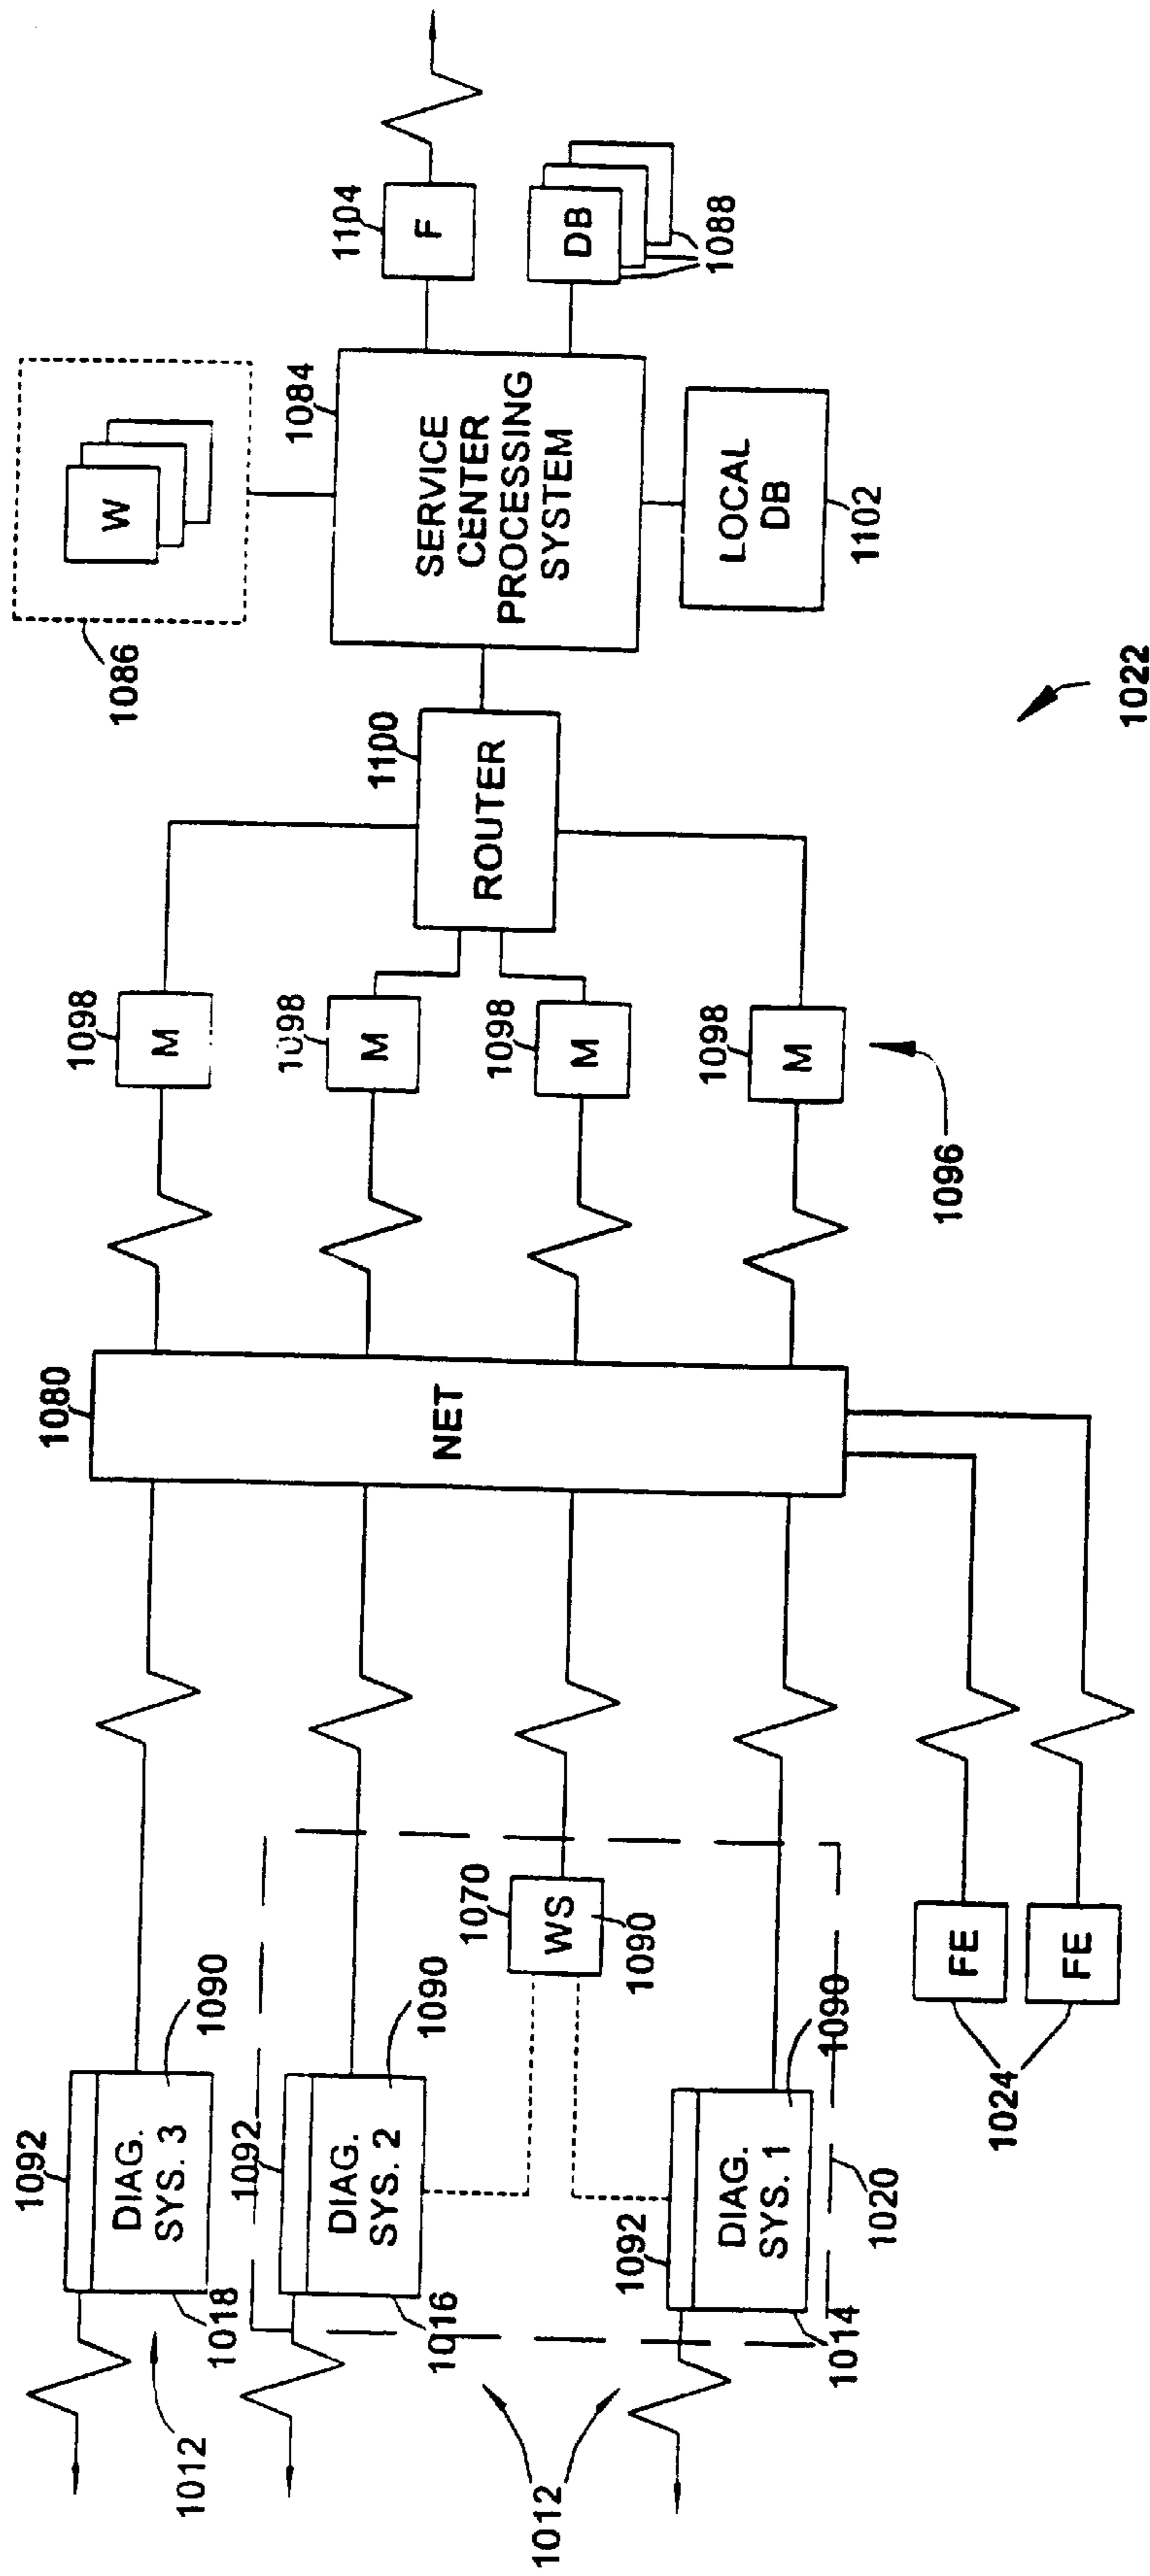 1092
DIAG.
SYS. 3
1090
1018
1012
1092
DIAG.
SYS. 2
1090
1016
1070
WS
1090
1012
1092
DIAG.
SYS. 1
1090
1014
1020
FE
FE
1024
1080
NET
1098
M
1098
M
1098
M
1098
M
1096
1100
ROUTER
1086
W
1084
SERVICE
CENTER
PROCESSING
SYSTEM
1104
F
DB
1088
LOCAL
DB
1102
1022